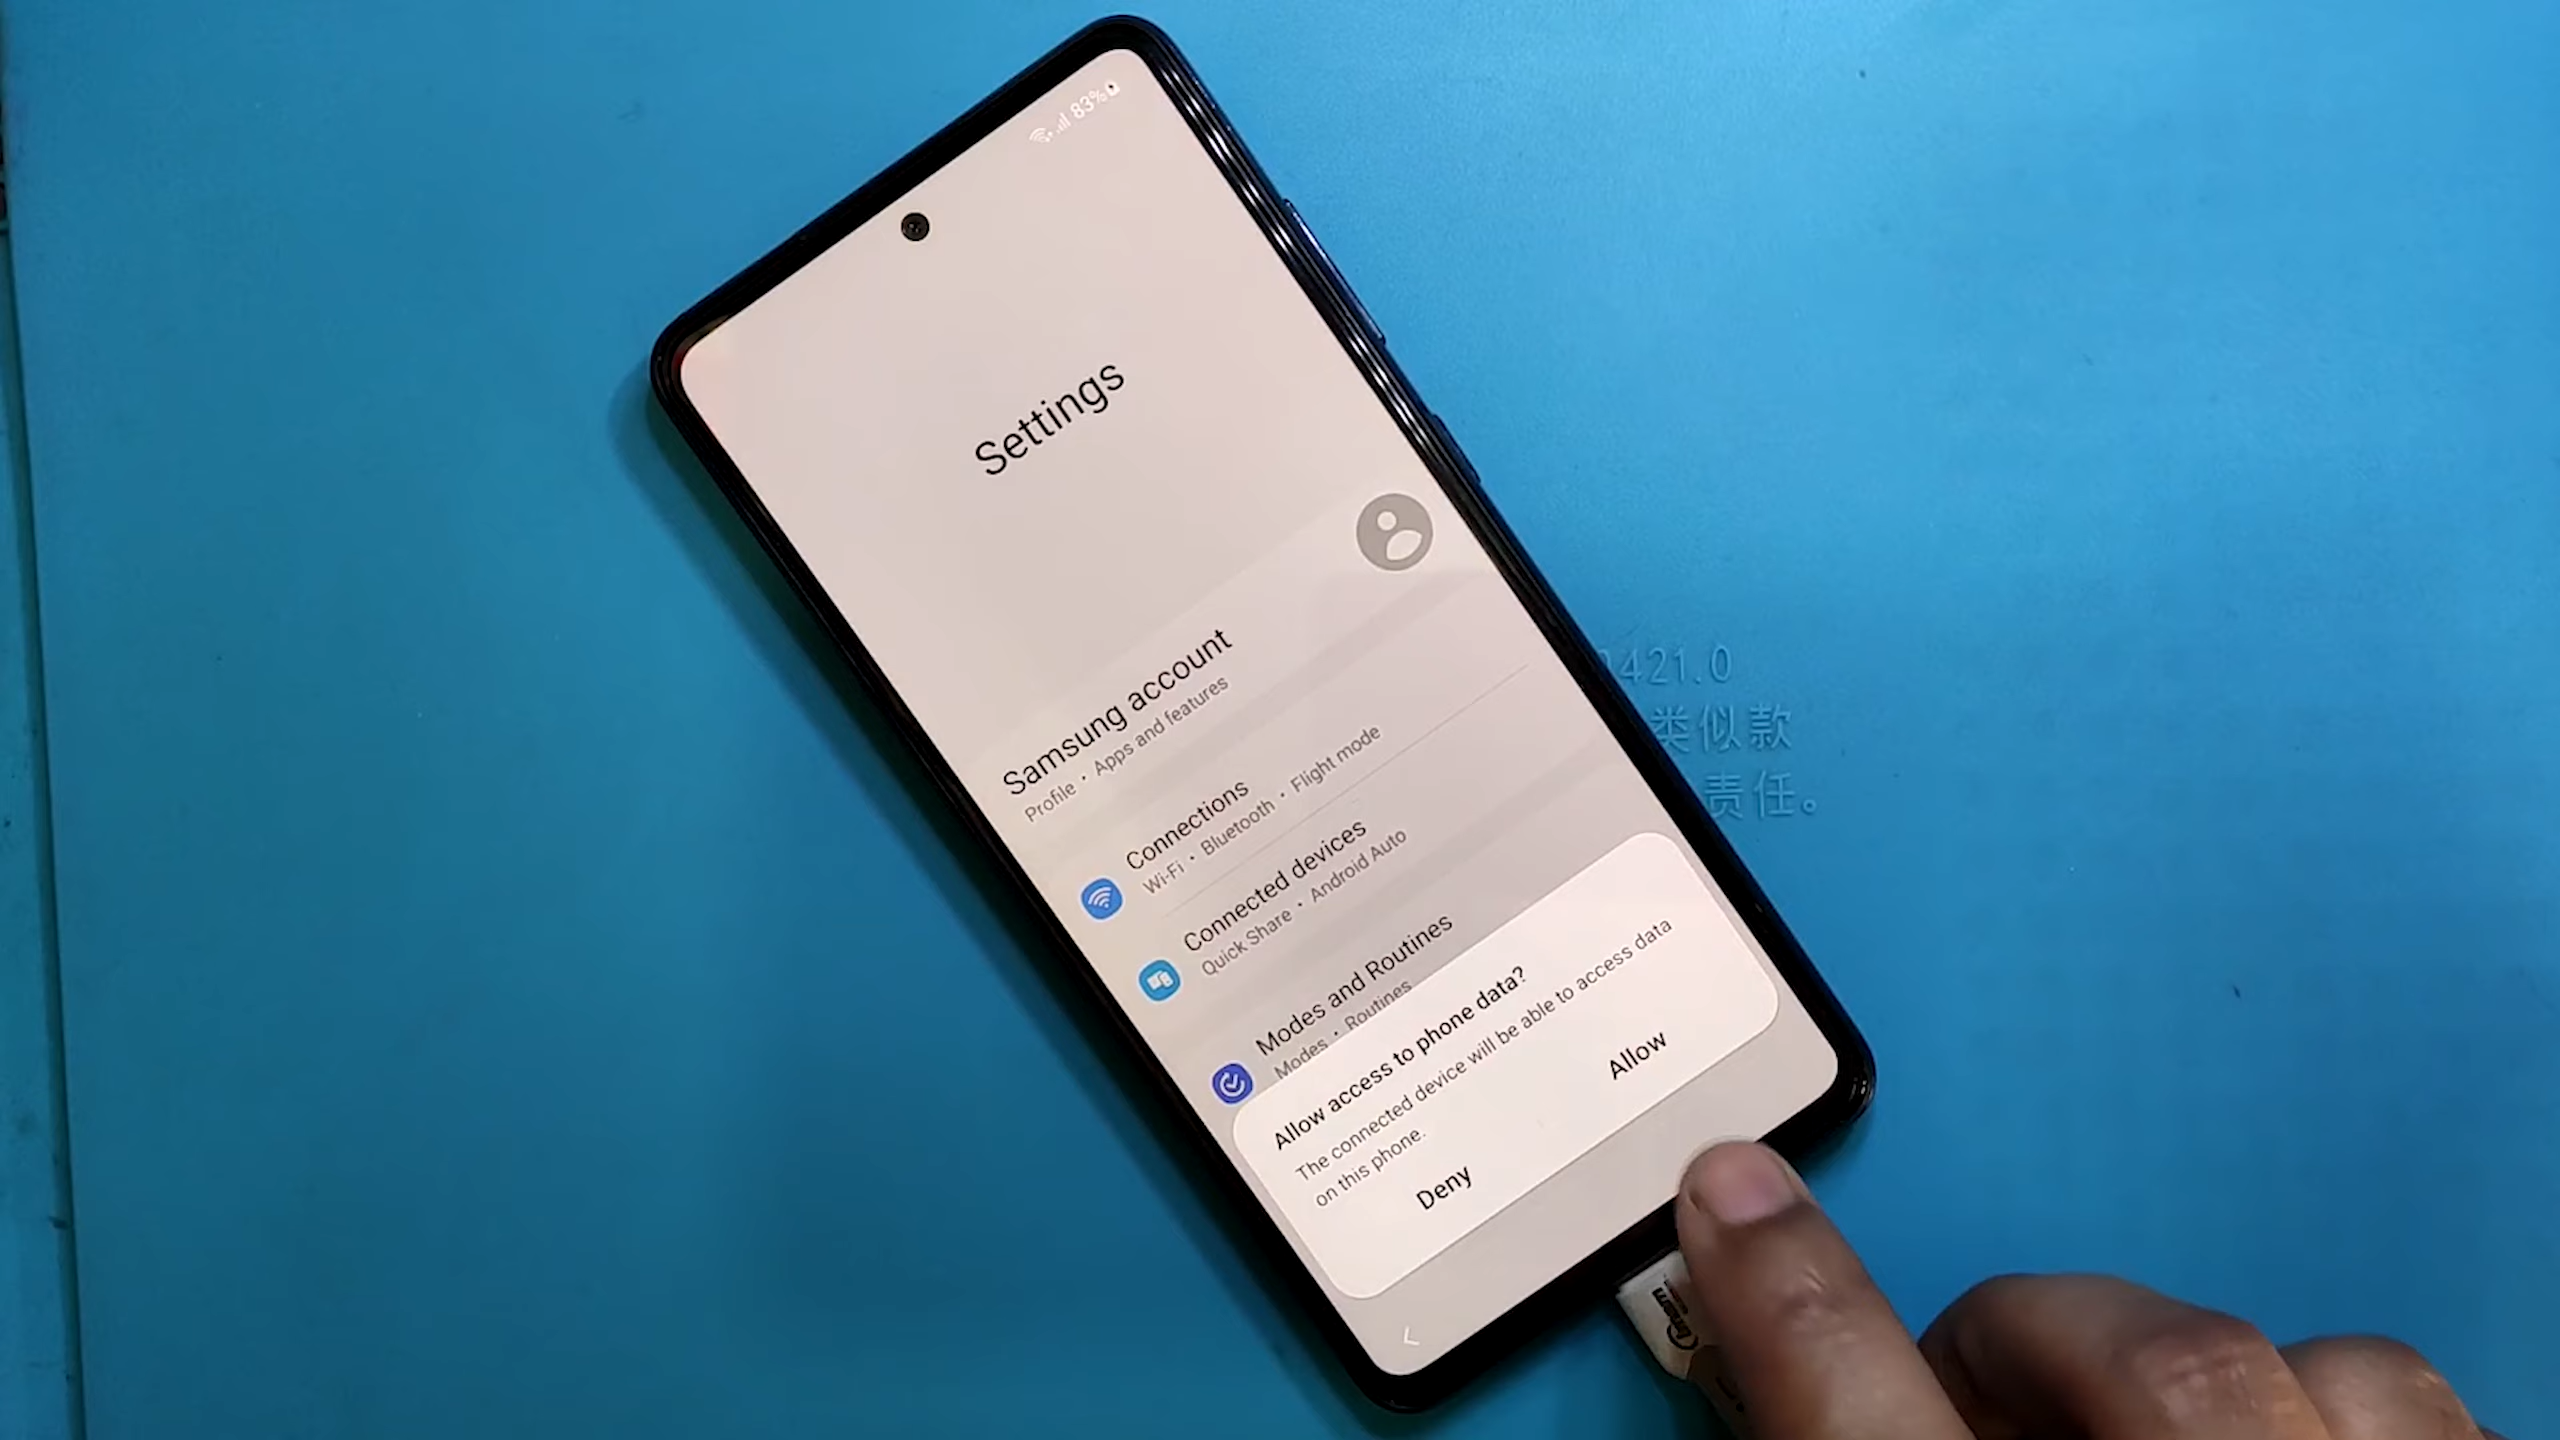 83%
Settings
Samsung account
Profile • Apps and features
Connections
Wi-Fi • Bluetooth • Flight mode
Connected devices
Quick Share • Android Auto
Modes and Routines
Modes • Routines
Allow access to phone data?
The connected device will be able to access data
on this phone.
Deny
Allow
421.0
类似款
责任。